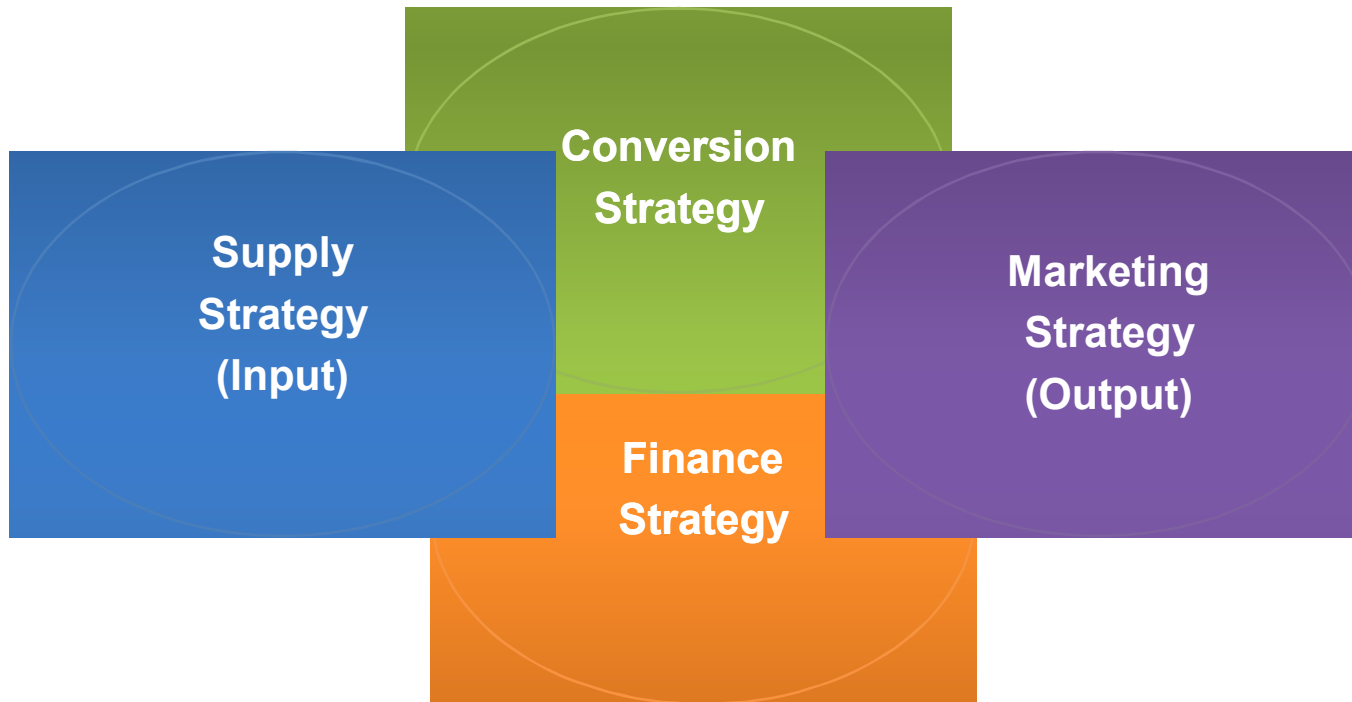 Conversion
Strategy
Supply
Strategy
(Input)
Marketing
Strategy
(Output)
Finance
Strategy